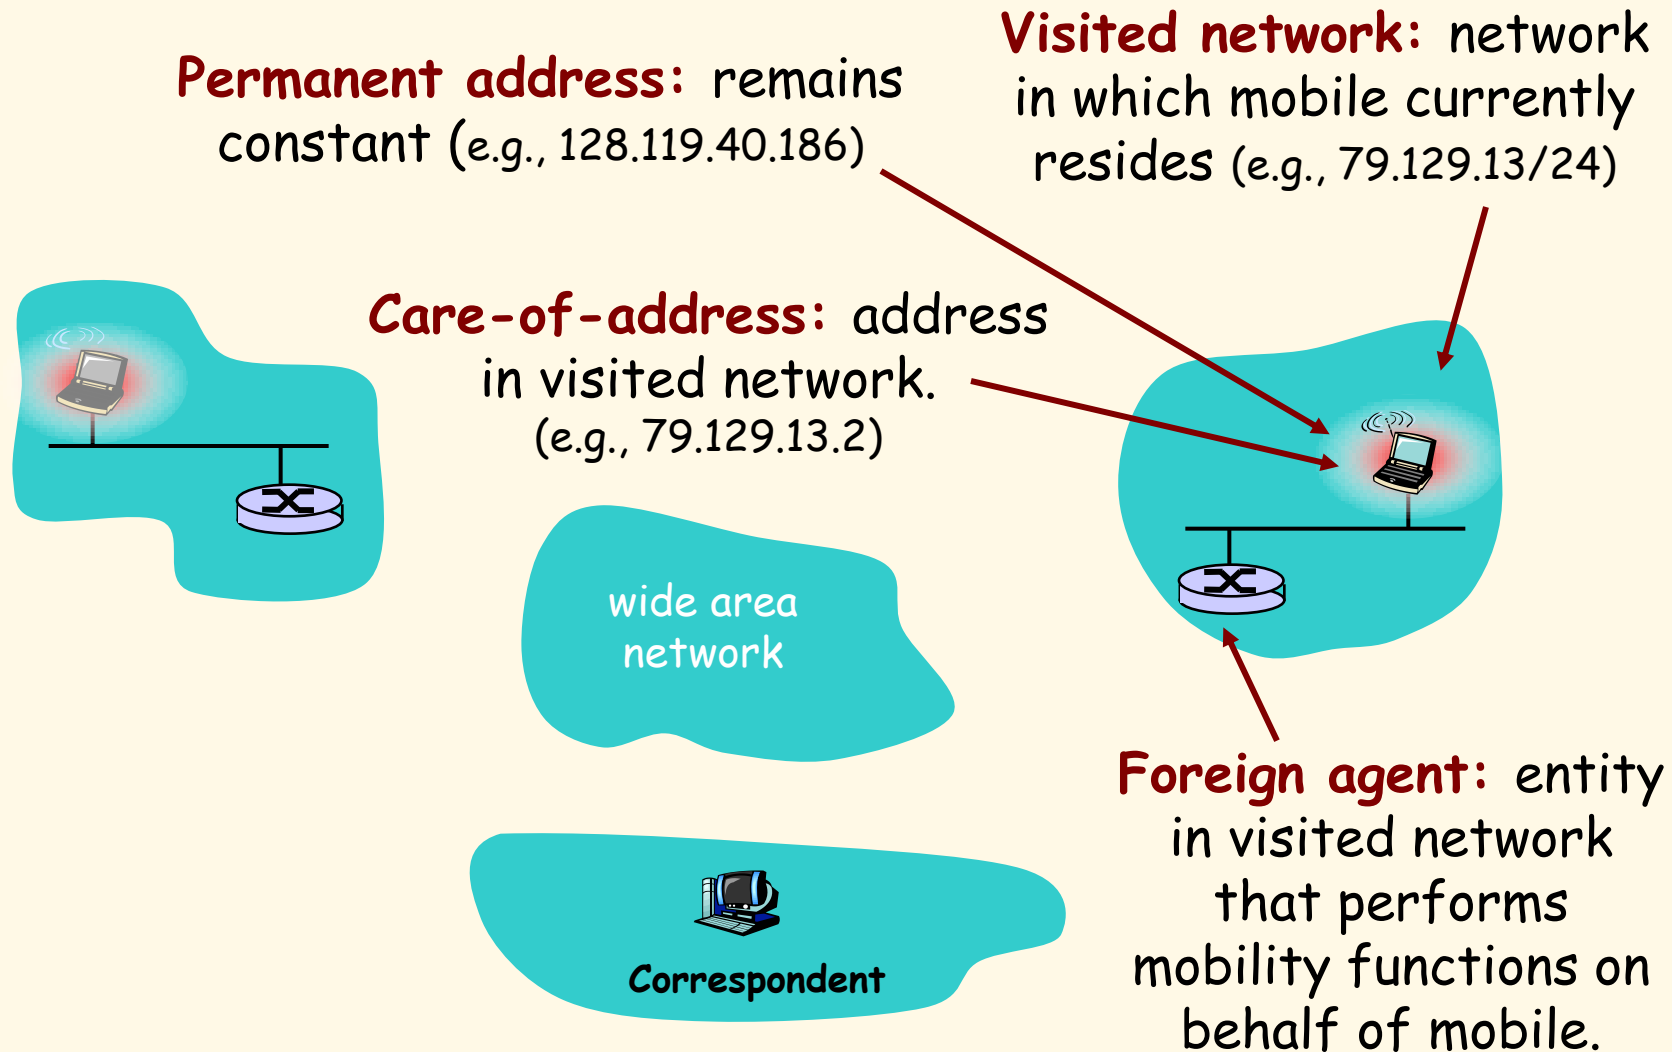 Permanent address: remains
constant (e.g., 128.119.40.186)
Visited network: network
in which mobile currently
resides (e.g., 79.129.13/24)
Care-of-address: address
in visited network.
(e.g., 79.129.13.2)
wide area
network
Foreign agent: entity
in visited network
that performs
mobility functions on
behalf of mobile.
Correspondent